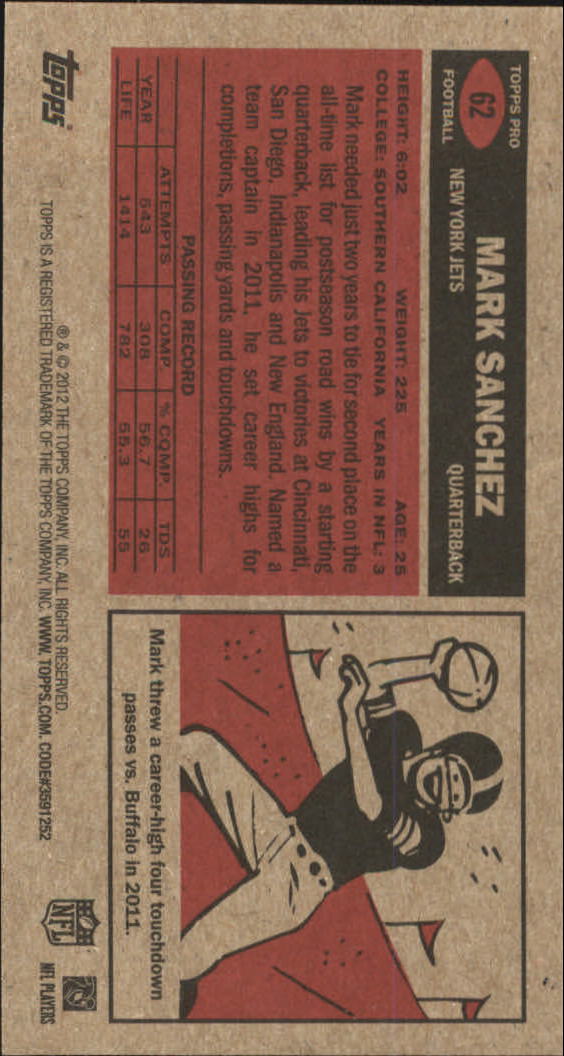 TOPPS PRO
62
FOOTBALL
MARK SANCHEZ
NEW YORK JETS QUARTERBACK
HEIGHT: 6:02 WEIGHT: 225 AGE: 25
COLLEGE: SOUTHERN CALIFORNIA YEARS IN NFL: 3
Mark needed just two years to tie for second place on the
all-time list for postseason road wins by a starting
quarterback, leading his Jets to victories at Cincinnati,
San Diego, Indianapolis and New England. Named a
team captain in 2011, he set career highs for
completions, passing yards and touchdowns.
PASSING RECORD
ATTEMPTS COMP. % COMP. TDS
YEAR 543 308 56.7 26
LIFE 1414 782 55.3 55
Mark threw a career-high four touchdown
passes vs. Buffalo in 2011.
topps
® & © 2012 THE TOPPS COMPANY, INC. ALL RIGHTS RESERVED.
TOPPS IS A REGISTERED TRADEMARK OF THE TOPPS COMPANY, INC. WWW.TOPPS.COM. CODE#3591252
NFL
NFL PLAYERS